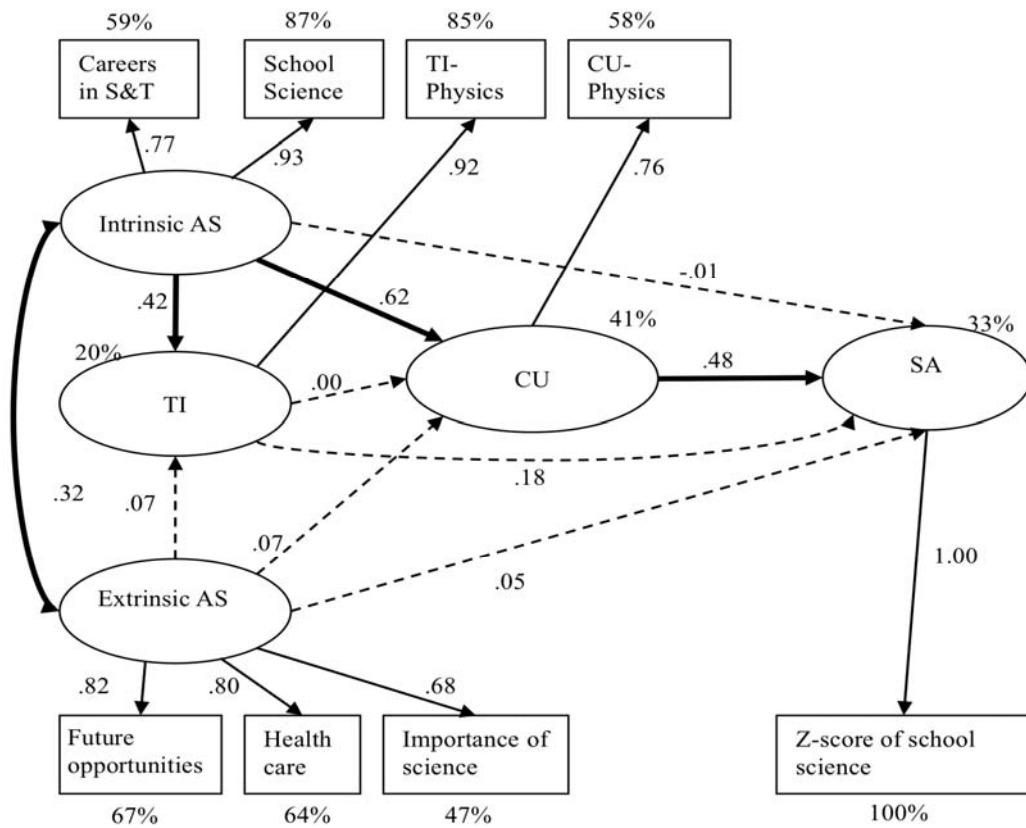 59%
87%
85%
58%
Careers
in S&T
School
Science
TI-
Physics
CU-
Physics
.77
.93
.92
.76
Intrinsic AS
-.01
.42
.62
41%
33%
20%
.00
CU
.48
SA
TI
.18
.32
.07
.07
.05
1.00
Extrinsic AS
.82
.80
.68
Future
opportunities
Health
care
Importance of
science
Z-score of school
science
67%
64%
47%
100%